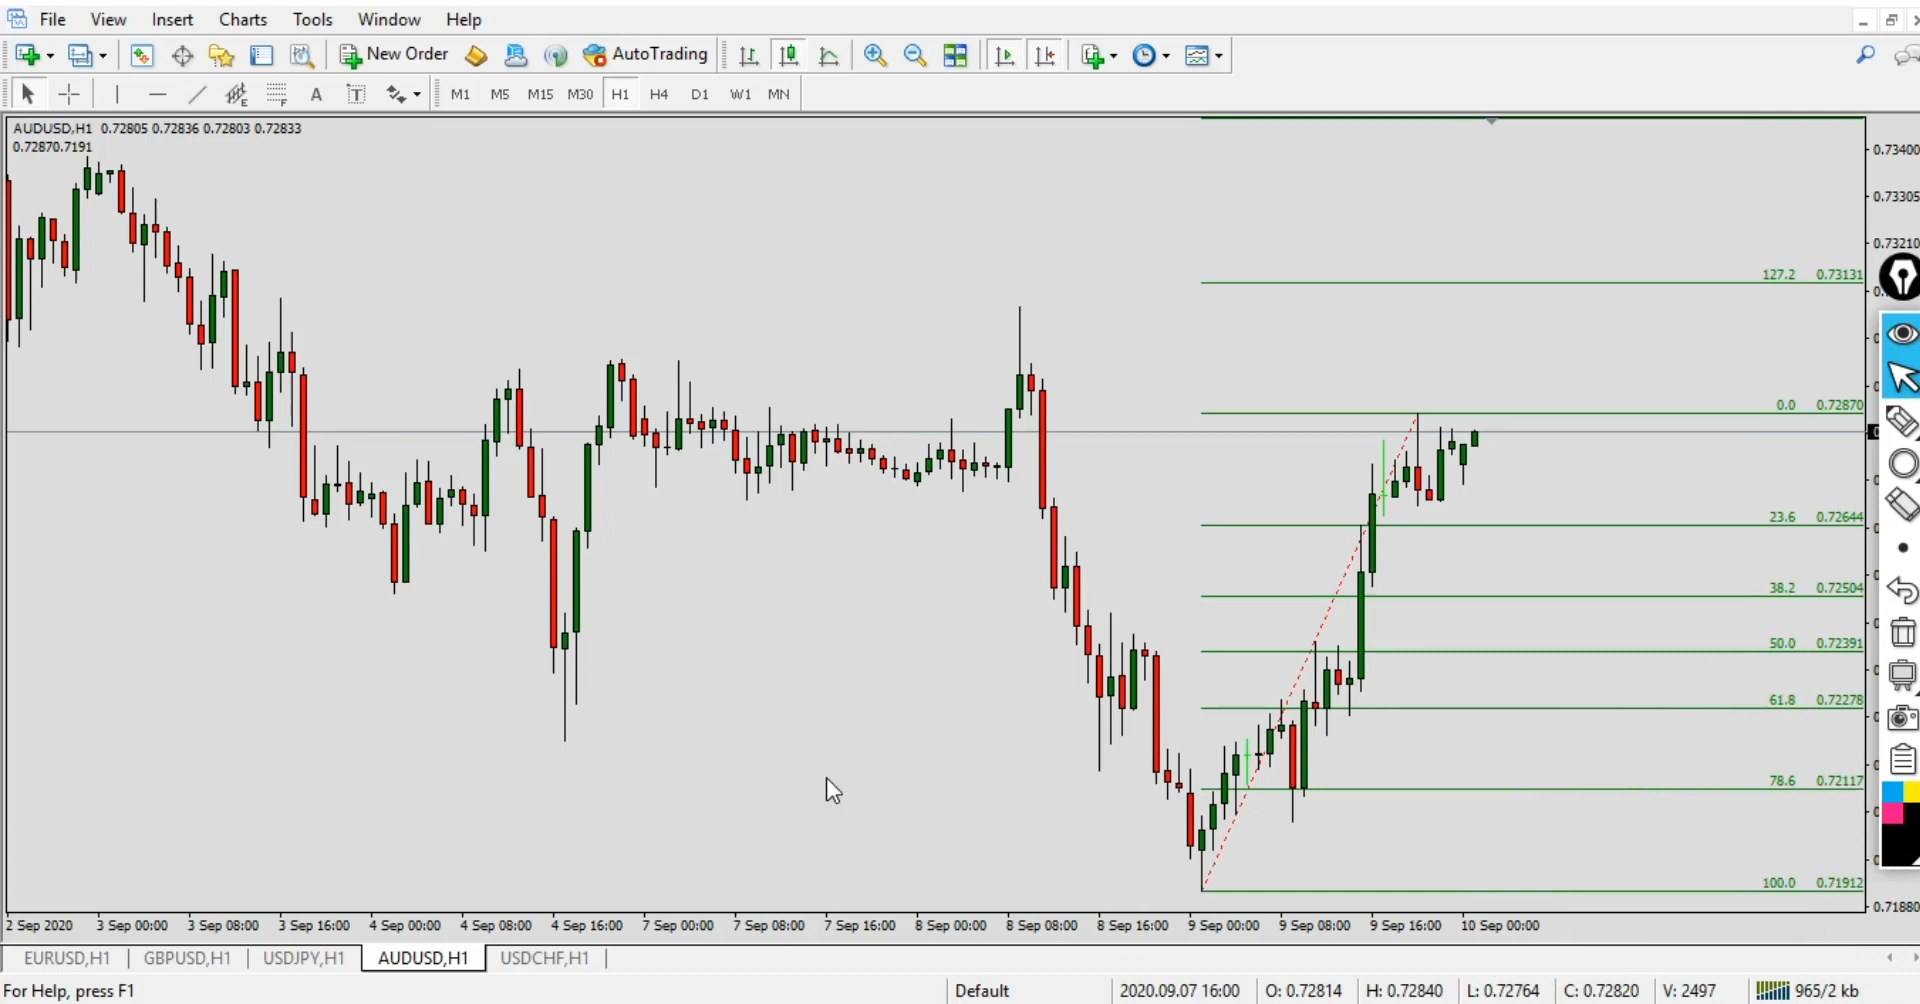 File View Insert Charts Tools Window Help
New Order AutoTrading
A T M1 M5 M15 M30 H1 H4 D1 W1 MN
AUDUSD,H1 0.72805 0.72836 0.72803 0.72833
0.72870.7191
0.73400
0.73305
0.73210
127.2 0.73131
0.0 0.72870
23.6 0.72644
38.2 0.72504
50.0 0.72391
61.8 0.72278
78.6 0.72117
100.0 0.71912
0.71880
2 Sep 2020 3 Sep 00:00 3 Sep 08:00 3 Sep 16:00 4 Sep 00:00 4 Sep 08:00 4 Sep 16:00 7 Sep 00:00 7 Sep 08:00 7 Sep 16:00 8 Sep 00:00 8 Sep 08:00 8 Sep 16:00 9 Sep 00:00 9 Sep 08:00 9 Sep 16:00 10 Sep 00:00
EURUSD,H1 GBPUSD,H1 USDJPY,H1 AUDUSD,H1 USDCHF,H1
For Help, press F1 Default 2020.09.07 16:00 O: 0.72814 H: 0.72840 L: 0.72764 C: 0.72820 V: 2497 965/2 kb